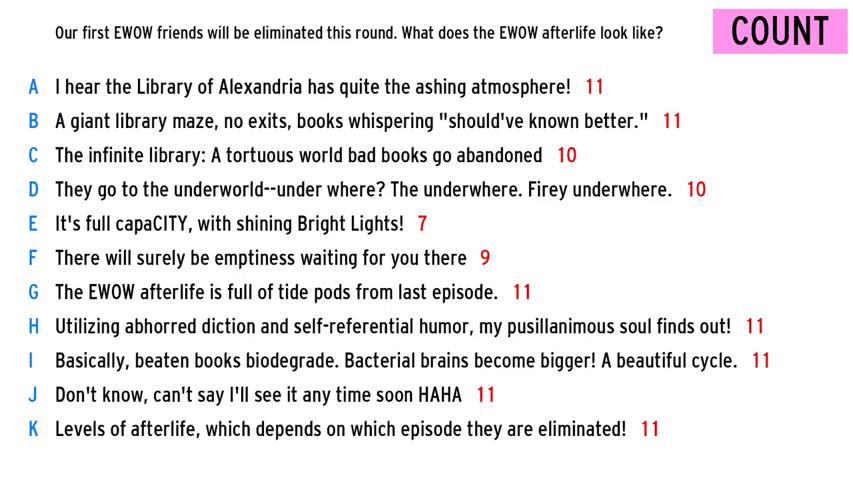 Our first EWOW friends will be eliminated this round. What does the EWOW afterlife look like?
COUNT
A I hear the Library of Alexandria has quite the ashing atmosphere! 11
B A giant library maze, no exits, books whispering "should've known better." 11
C The infinite library: A tortuous world bad books go abandoned 10
D They go to the underworld--under where? The underwhere. Firey underwhere. 10
E It's full capaCITY, with shining Bright Lights! 7
F There will surely be emptiness waiting for you there 9
G The EWOW afterlife is full of tide pods from last episode. 11
H Utilizing abhorred diction and self-referential humor, my pusillanimous soul finds out! 11
I Basically, beaten books biodegrade. Bacterial brains become bigger! A beautiful cycle. 11
J Don't know, can't say I'll see it any time soon HAHA 11
K Levels of afterlife, which depends on which episode they are eliminated! 11